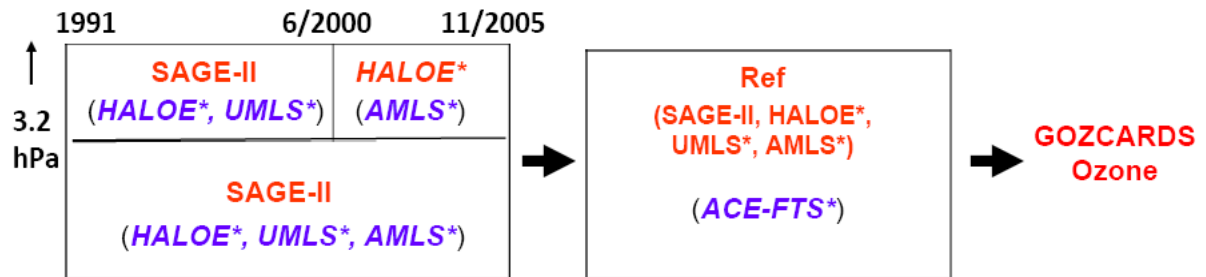 1991 6/2000 11/2005
SAGE-II HALOE*
(HALOE*, UMLS*) (AMLS*)
3.2
hPa
SAGE-II
(HALOE*, UMLS*, AMLS*)
Ref
(SAGE-II, HALOE*,
UMLS*, AMLS*)
(ACE-FTS*)
GOZCARDS
Ozone